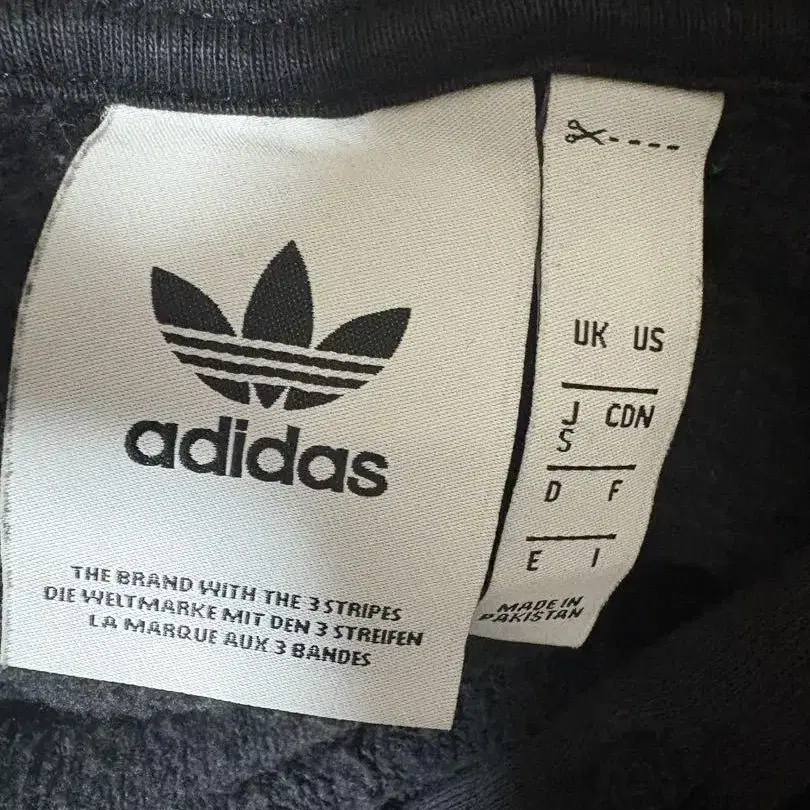 adidas
THE BRAND WITH THE 3 STRIPES
DIE WELTMARKE MIT DEN 3 STREIFEN
LA MARQUE AUX 3 BANDES
UK US
J CDN
S
D F
E I
MADE IN
PAKISTAN